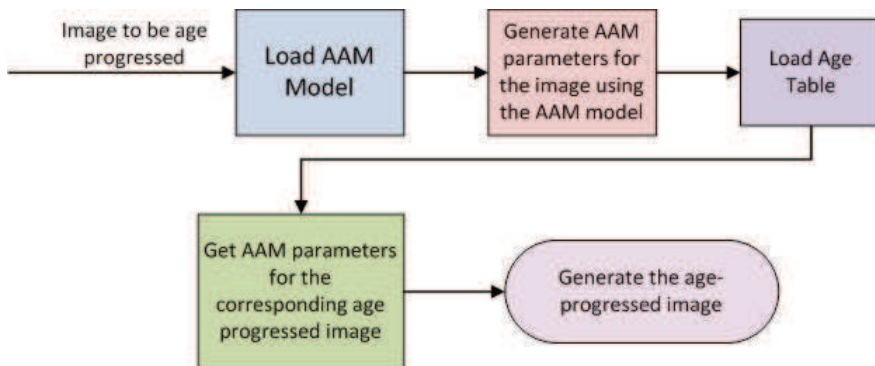 Image to be age
progressed
Load AAM
Model
Generate AAM
parameters for
the image using
the AAM model
Load Age
Table
Get AAM parameters
for the
corresponding age
progressed image
Generate the age-
progressed image